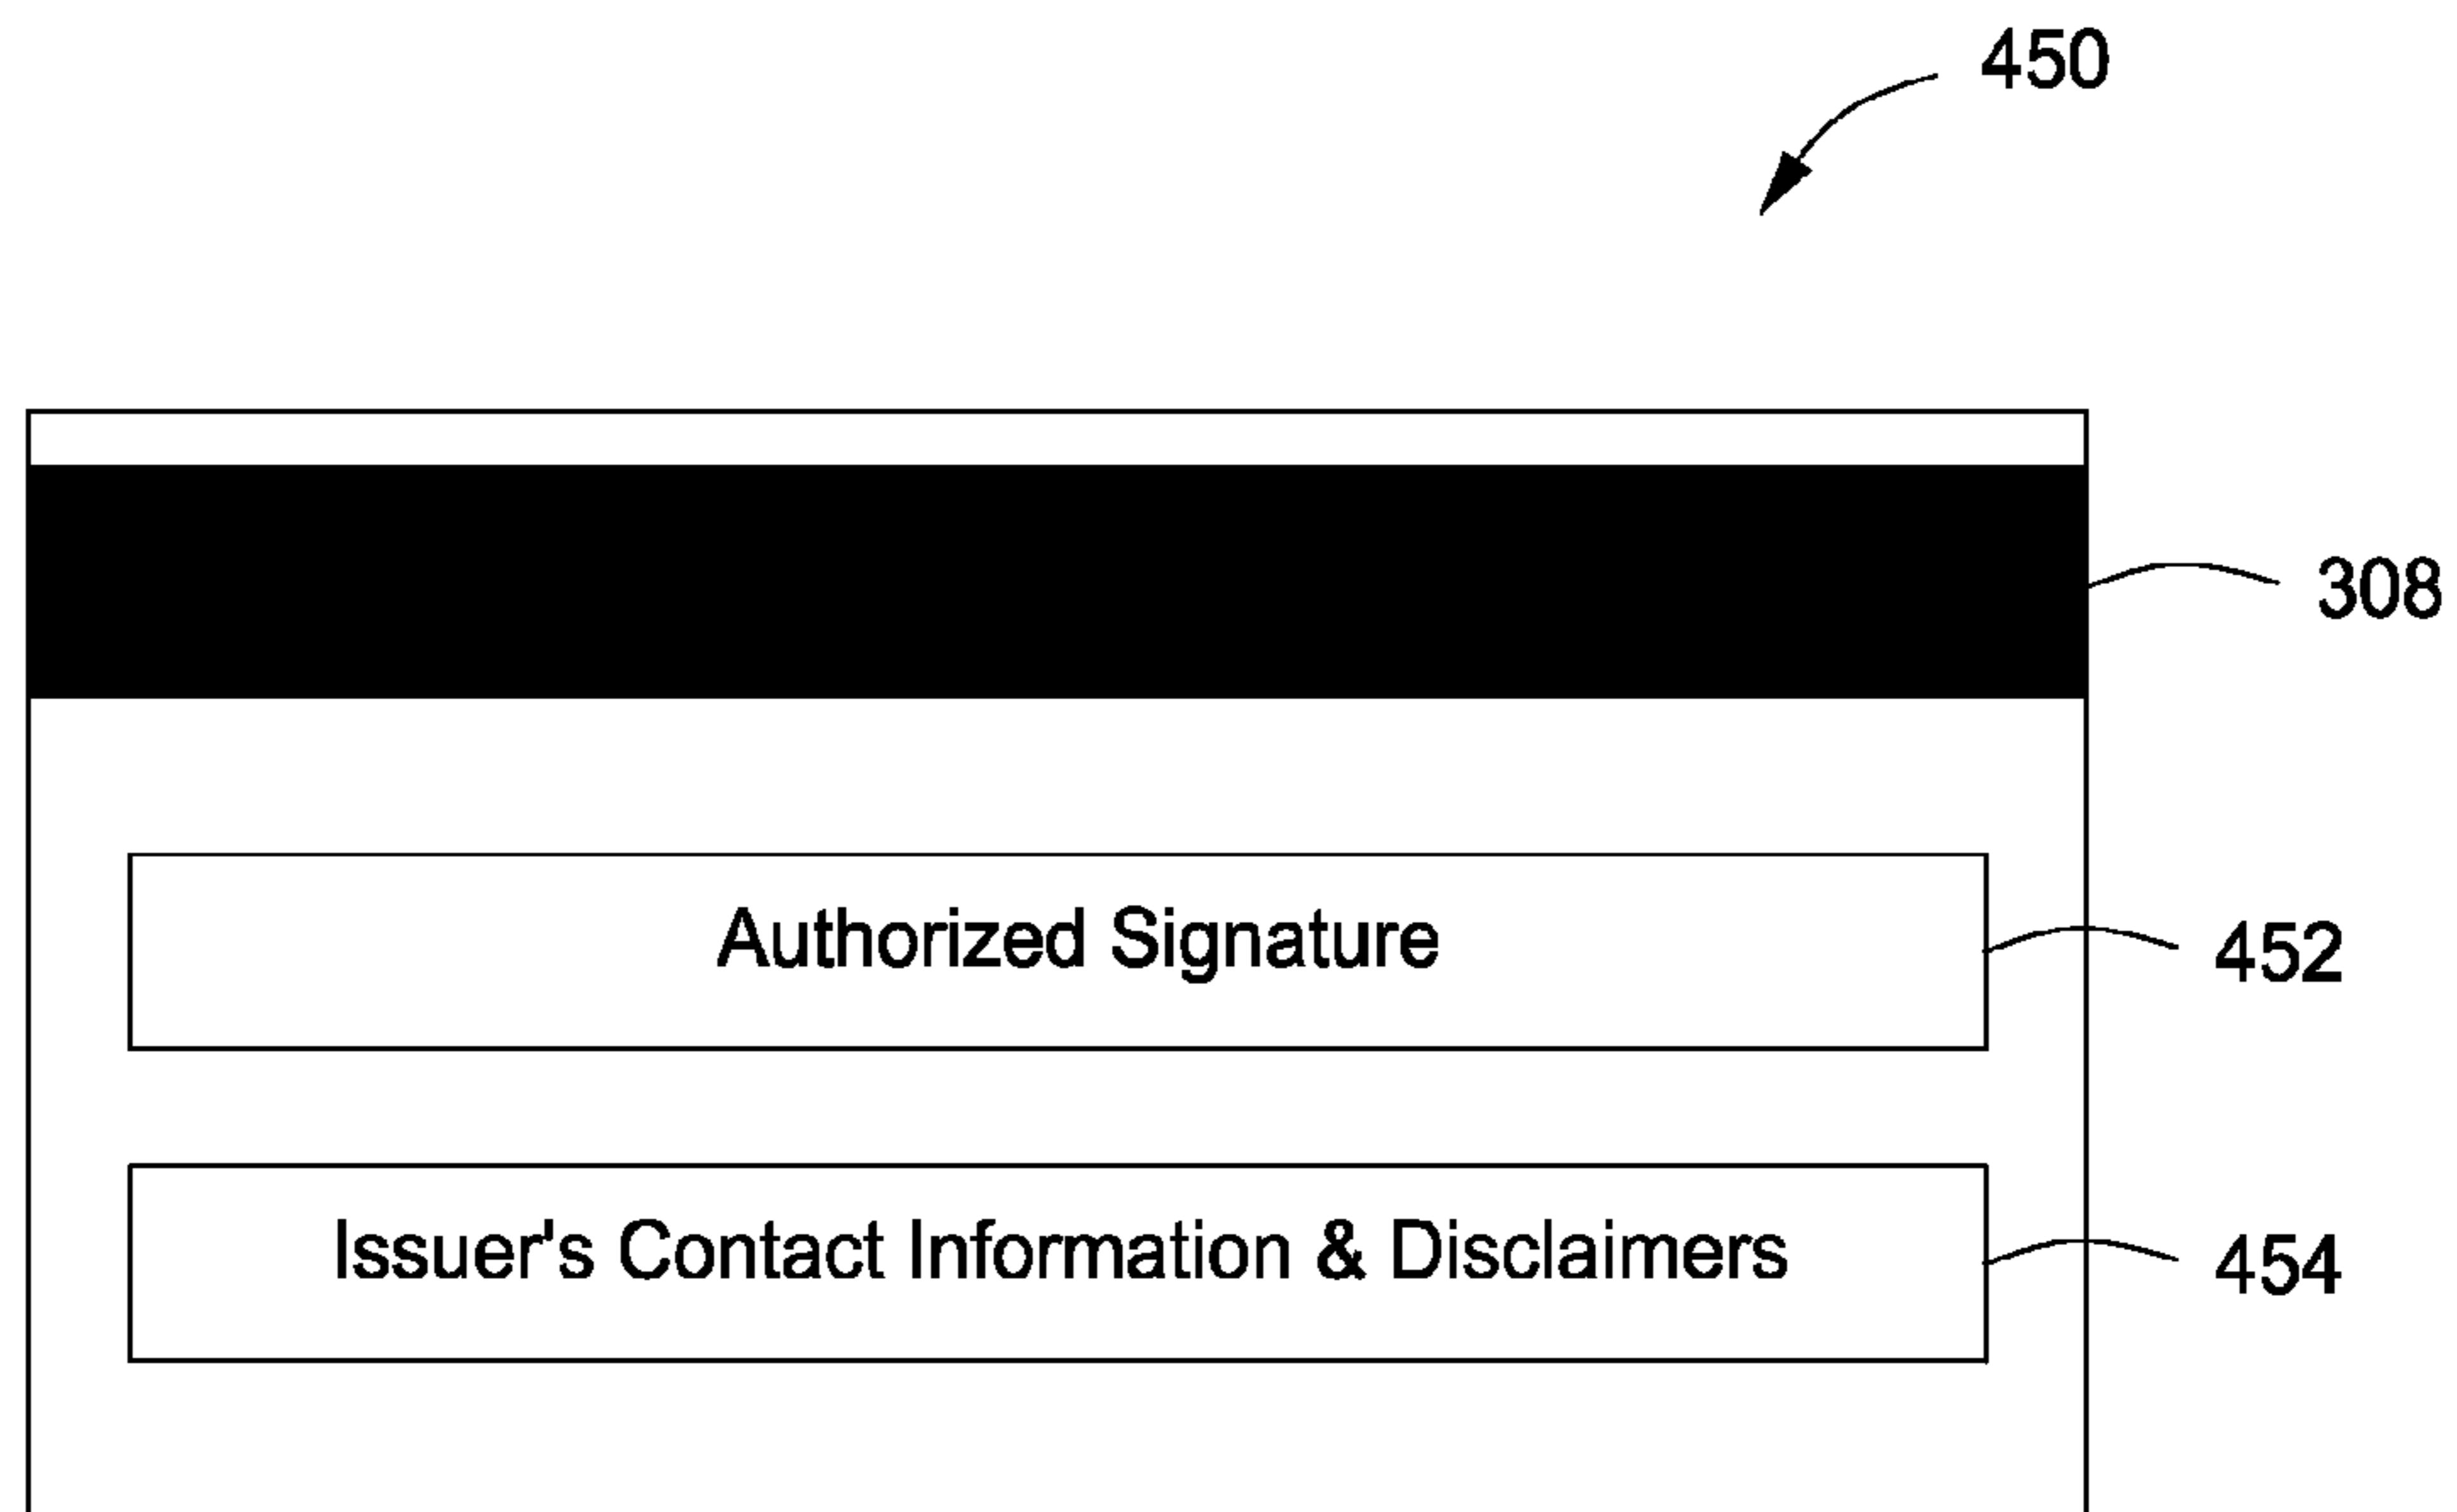 450
308
Authorized Signature
452
Issuer's Contact Information & Disclaimers
454